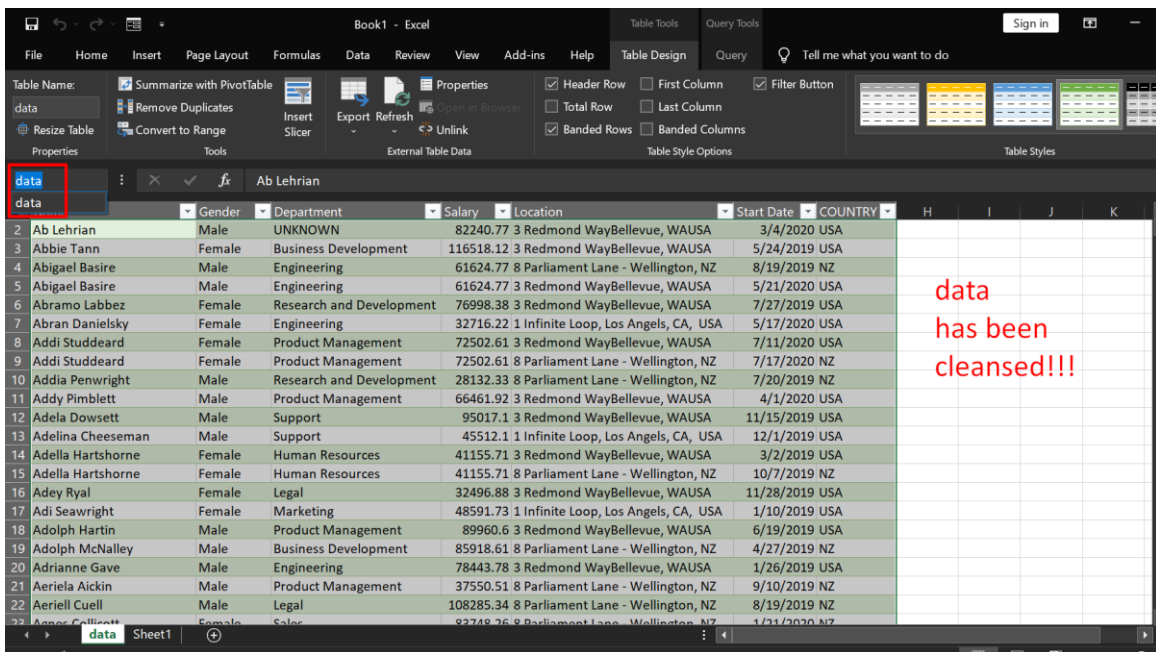 Book1 - Excel Table Tools Query Tools Sign in
File Home Insert Page Layout Formulas Data Review View Add-ins Help Table Design Query Tell me what you want to do
Table Name: Summarize with PivotTable Properties Header Row First Column Filter Button
data Remove Duplicates Insert Slicer Export Refresh Open in Browser Total Row Last Column
Resize Table Convert to Range Unlink Banded Rows Banded Columns
Properties Tools External Table Data Table Style Options Table Styles
data fx Ab Lehrian
data
Gender Department Salary Location Start Date COUNTRY H I J K
2 Ab Lehrian Male UNKNOWN 82240.77 3 Redmond WayBellevue, WAUSA 3/4/2020 USA
3 Abbie Tann Female Business Development 116518.12 3 Redmond WayBellevue, WAUSA 5/24/2019 USA
4 Abigael Basire Male Engineering 61624.77 8 Parliament Lane - Wellington, NZ 8/19/2019 NZ
5 Abigael Basire Male Engineering 61624.77 3 Redmond WayBellevue, WAUSA 5/21/2020 USA
6 Abramo Labbez Female Research and Development 76998.38 3 Redmond WayBellevue, WAUSA 7/27/2019 USA
7 Abran Danielsky Female Engineering 32716.22 1 Infinite Loop, Los Angels, CA, USA 5/17/2020 USA
8 Addi Studdeard Female Product Management 72502.61 3 Redmond WayBellevue, WAUSA 7/11/2020 USA
9 Addi Studdeard Female Product Management 72502.61 8 Parliament Lane - Wellington, NZ 7/17/2020 NZ
10 Addia Penwright Male Research and Development 28132.33 8 Parliament Lane - Wellington, NZ 7/20/2019 NZ
11 Addy Pimblett Male Product Management 66461.92 3 Redmond WayBellevue, WAUSA 4/1/2020 USA
12 Adela Dowsett Male Support 95017.1 3 Redmond WayBellevue, WAUSA 11/15/2019 USA
13 Adelina Cheeseman Male Support 45512.1 1 Infinite Loop, Los Angels, CA, USA 12/1/2019 USA
14 Adella Hartshorne Female Human Resources 41155.71 3 Redmond WayBellevue, WAUSA 3/2/2019 USA
15 Adella Hartshorne Female Human Resources 41155.71 8 Parliament Lane - Wellington, NZ 10/7/2019 NZ
16 Adey Ryal Female Legal 32496.88 3 Redmond WayBellevue, WAUSA 11/28/2019 USA
17 Adi Seawright Female Marketing 48591.73 1 Infinite Loop, Los Angels, CA, USA 1/10/2019 USA
18 Adolph Hartin Male Product Management 89960.6 3 Redmond WayBellevue, WAUSA 6/19/2019 USA
19 Adolph McNalley Male Business Development 85918.61 8 Parliament Lane - Wellington, NZ 4/27/2019 NZ
20 Adrianne Gave Male Engineering 78443.78 3 Redmond WayBellevue, WAUSA 1/26/2019 USA
21 Aeriela Aickin Male Product Management 37550.51 8 Parliament Lane - Wellington, NZ 9/10/2019 NZ
22 Aeriell Cuell Male Legal 108285.34 8 Parliament Lane - Wellington, NZ 8/19/2019 NZ
23 Agnes Collicott Female Sales 83748.26 8 Parliament Lane - Wellington, NZ 1/21/2020 NZ
data
has been
cleansed!!!
data Sheet1